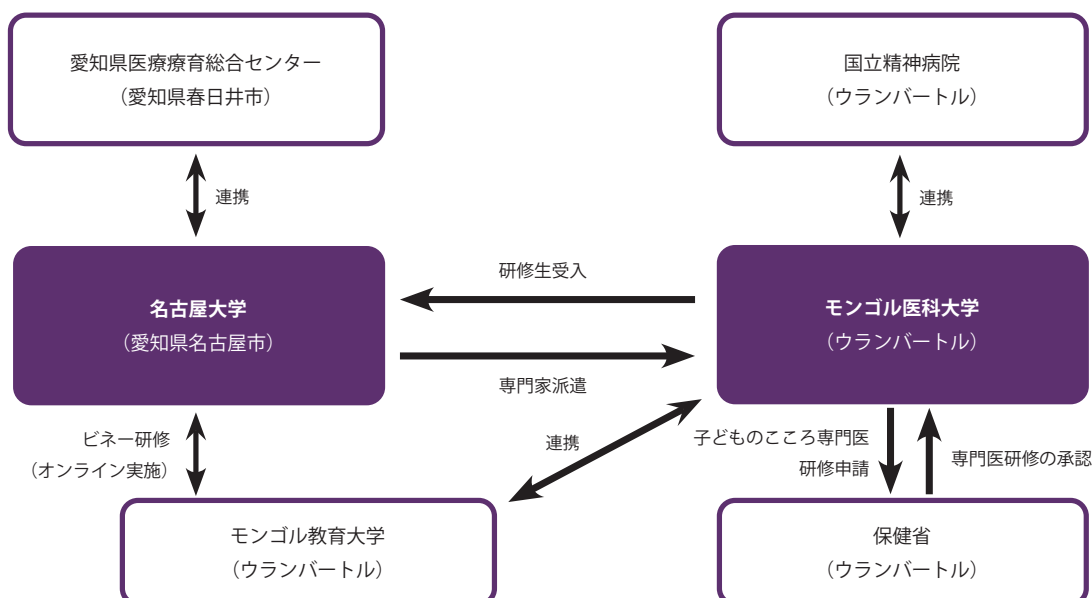 愛知県医療療育総合センター
（愛知県春日井市）
国立精神病院
（ウランバートル）
連携
連携
名古屋大学
（愛知県名古屋市）
研修生受入
専門家派遣
モンゴル医科大学
（ウランバートル）
ビネー研修
（オンライン実施）
連携
子どものこころ専門医
研修申請
専門医研修の承認
モンゴル教育大学
（ウランバートル）
保健省
（ウランバートル）